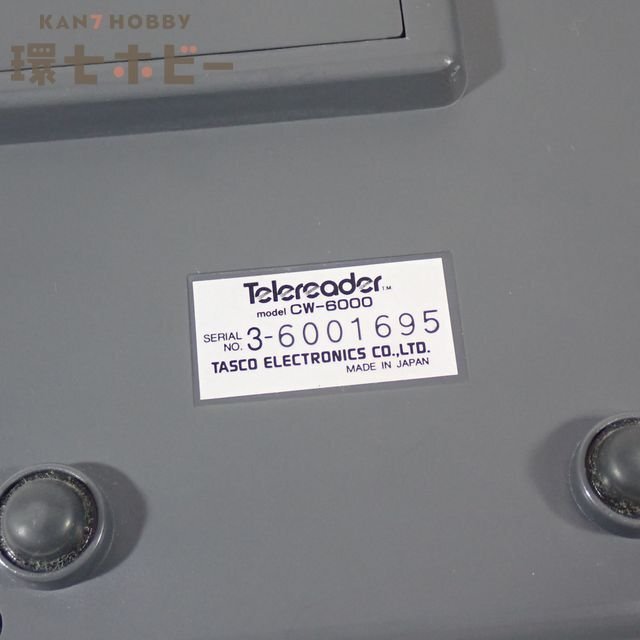 KAN7HOBBY
環七ホビー
Telereader™
model CW-6000
SERIAL NO. 3-6001695
TASCO ELECTRONICS CO.,LTD.
MADE IN JAPAN